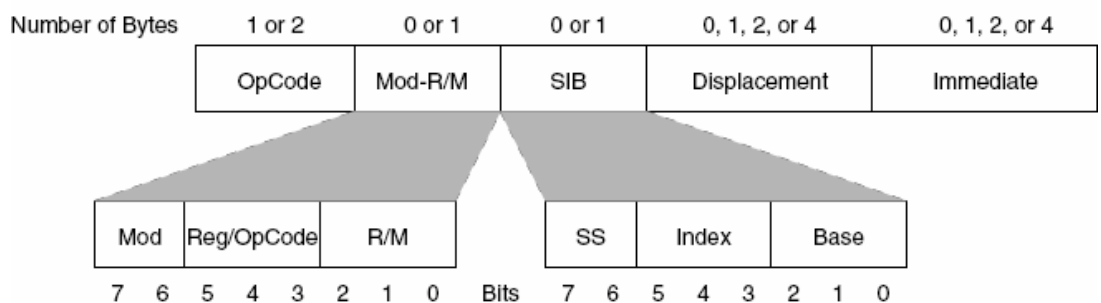 Number of Bytes 1 or 2 0 or 1 0 or 1 0, 1, 2, or 4 0, 1, 2, or 4
OpCode Mod-R/M SIB Displacement Immediate
Mod Reg/OpCode R/M SS Index Base
7 6 5 4 3 2 1 0 Bits 7 6 5 4 3 2 1 0